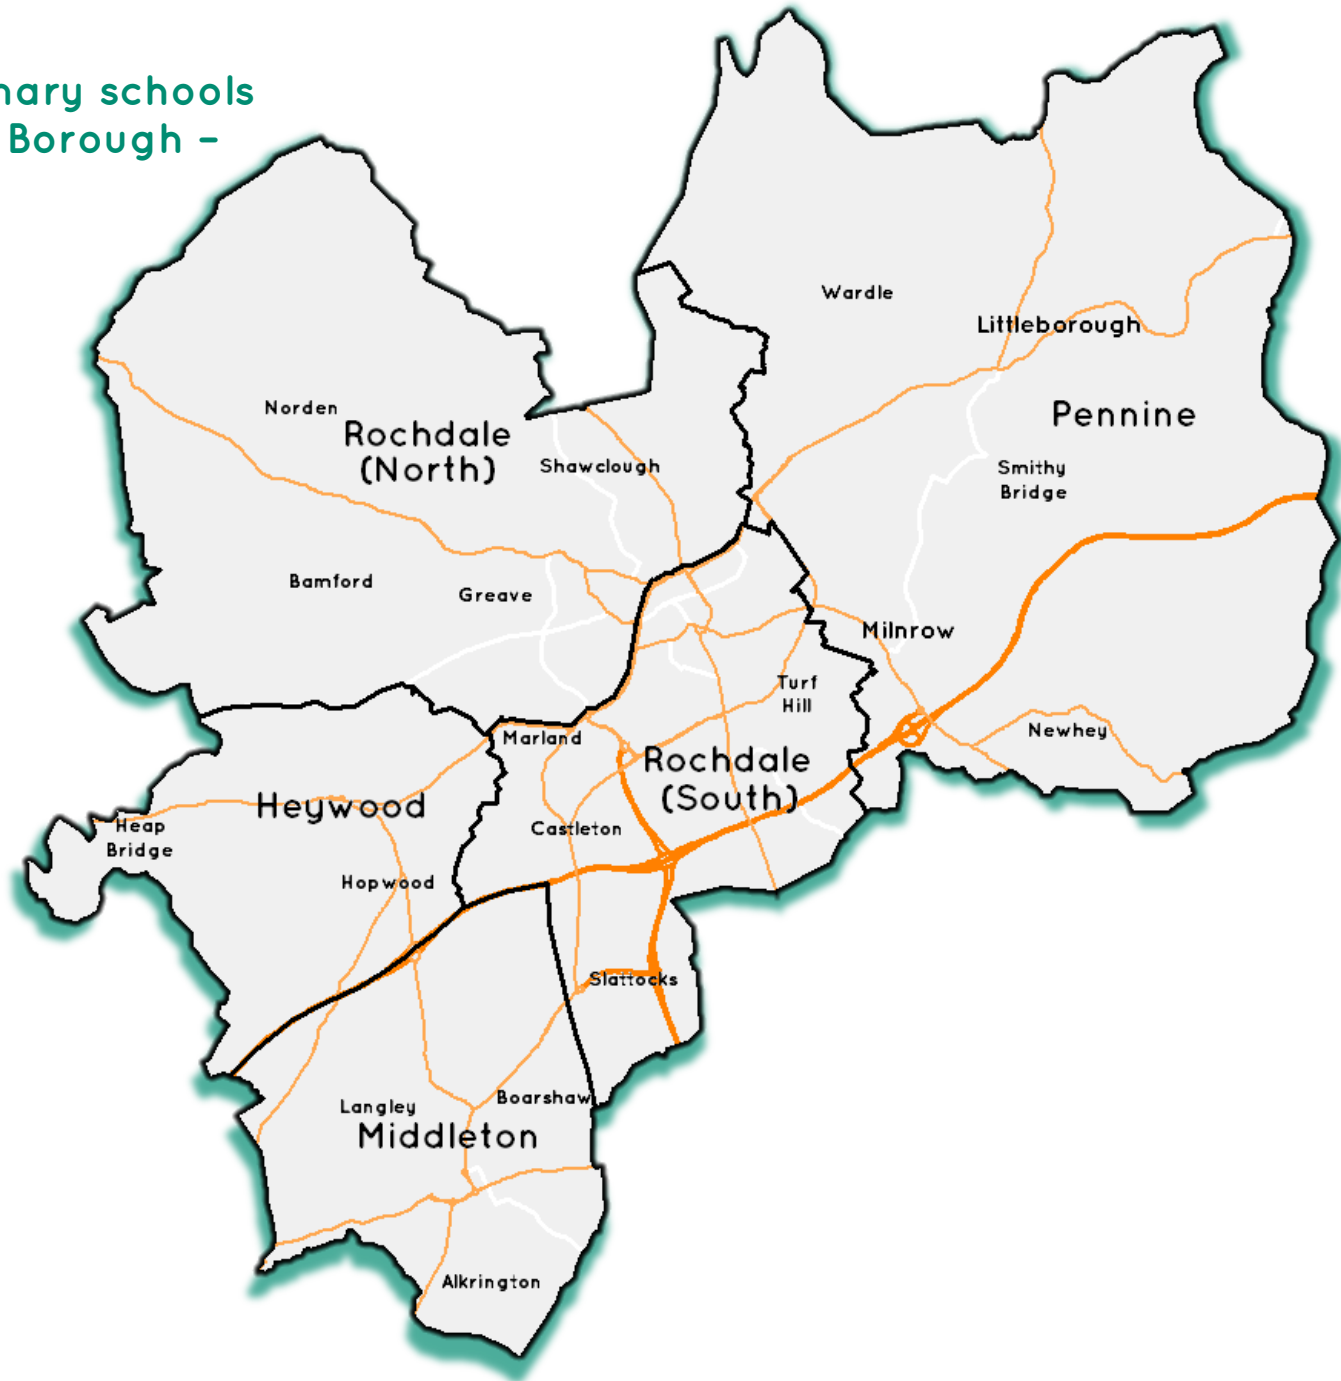 nary schools
Borough –
Wardle
Littleborough
Norden
Rochdale
(North)
Pennine
Shawclough
Smithy
Bridge
Bamford
Greave
Milnrow
Turf
Hill
Newhey
Marland
Rochdale
(South)
Heywood
Heap
Bridge
Castleton
Hopwood
Slattocks
Boarshaw
Langley
Middleton
Alkrington